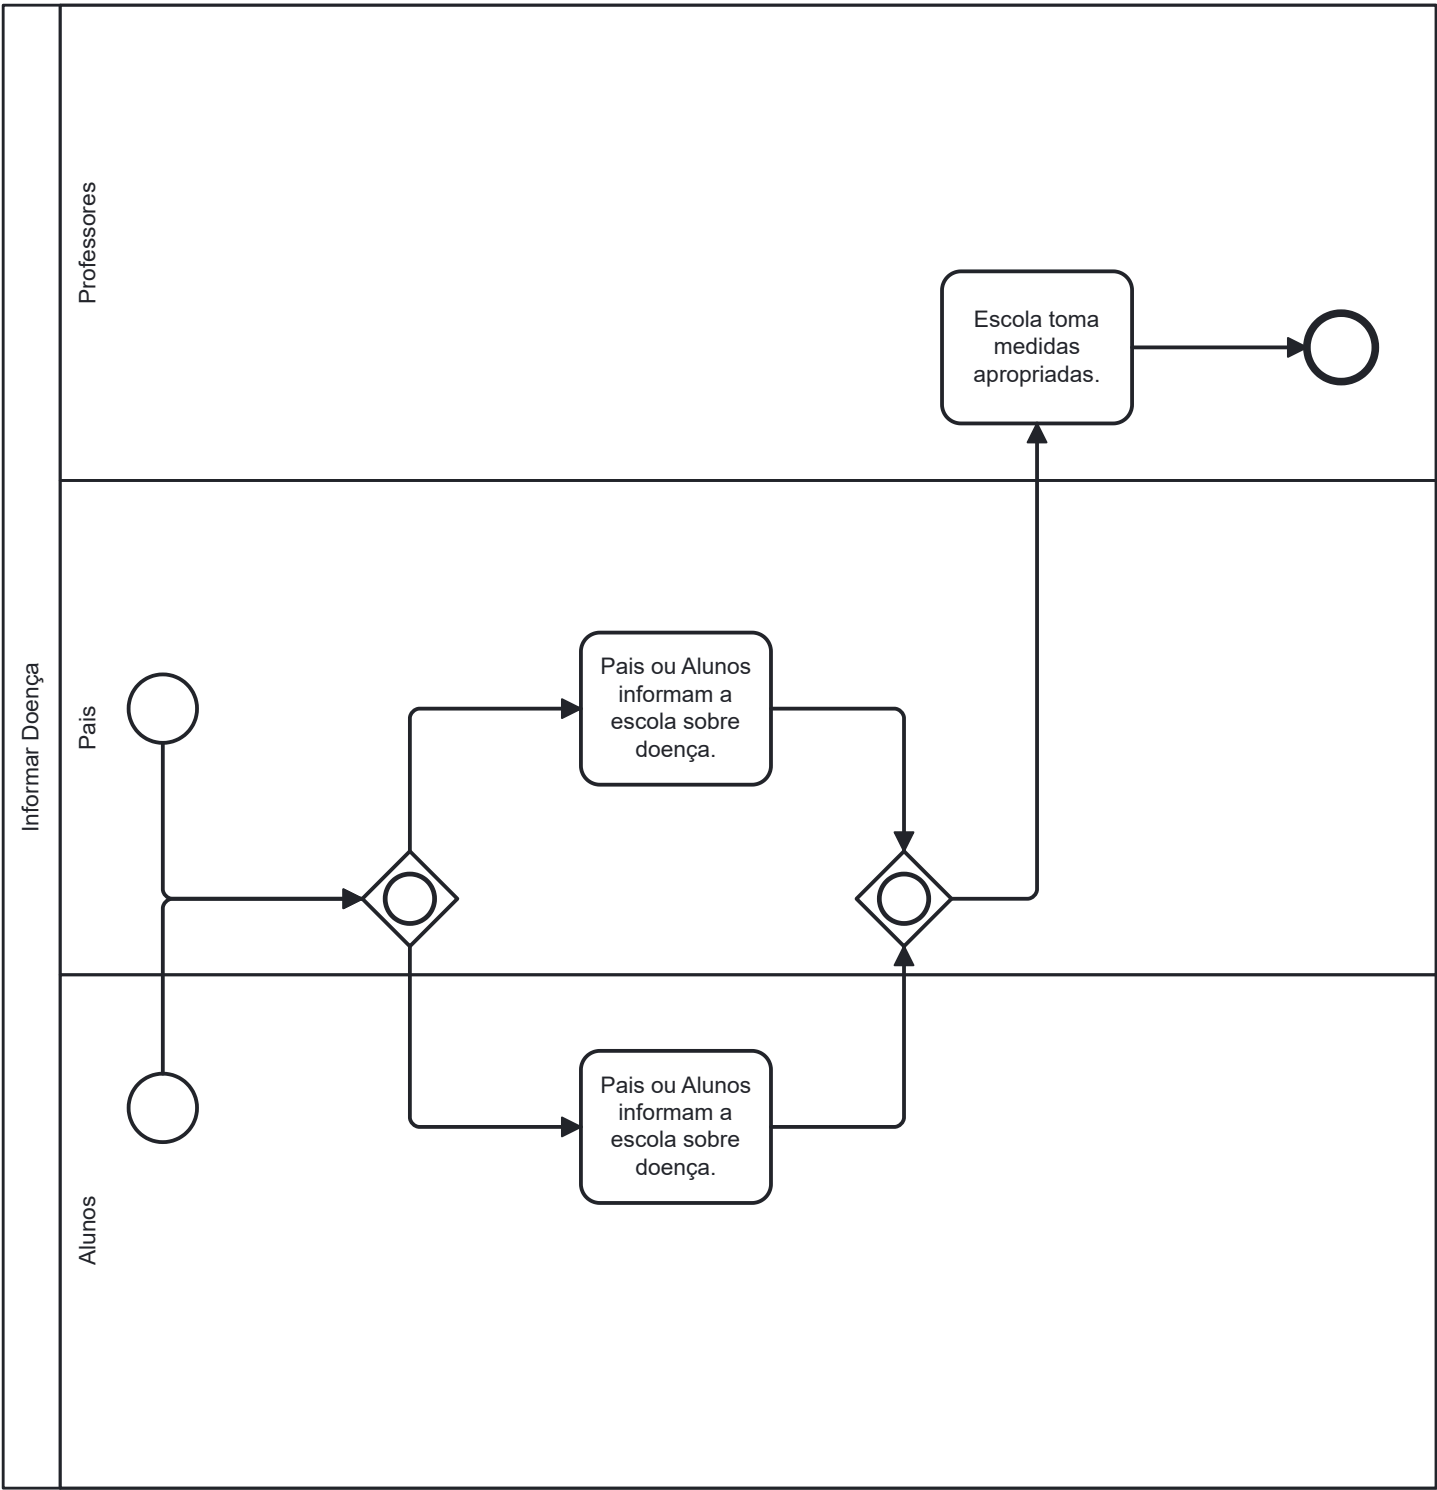 Informar Doença
Professores
Escola toma
medidas
apropriadas.
Pais
Pais ou Alunos
informam a
escola sobre
doença.
Alunos
Pais ou Alunos
informam a
escola sobre
doença.